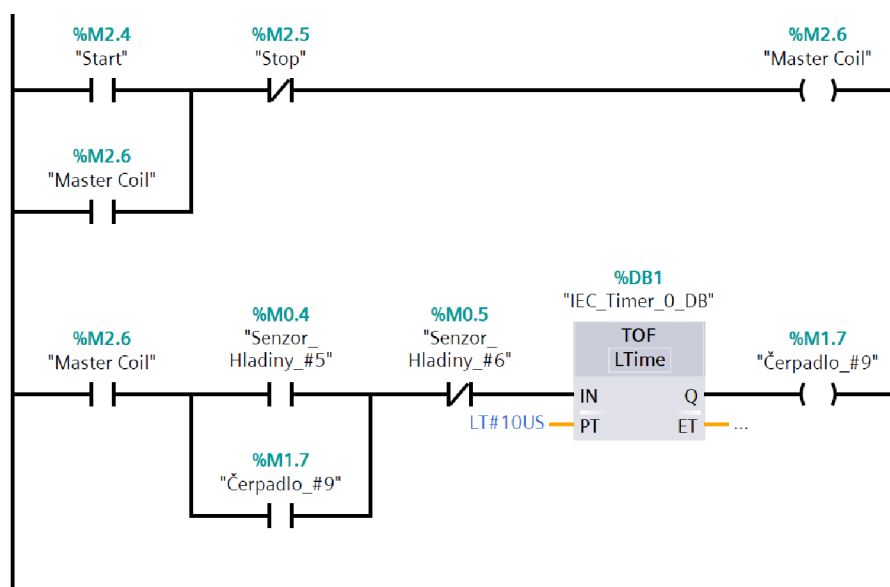 %M2.4
"Start"
%M2.5
"Stop"
%M2.6
"Master Coil"
%M2.6
"Master Coil"
%DB1
"IEC_Timer_0_DB"
%M2.6
"Master Coil"
%M0.4
"Senzor_
Hladiny_#5"
%M0.5
"Senzor_
Hladiny_#6"
TOF
LTime
%M1.7
"Čerpadlo_#9"
IN
Q
LT#10US
PT
ET
...
%M1.7
"Čerpadlo_#9"